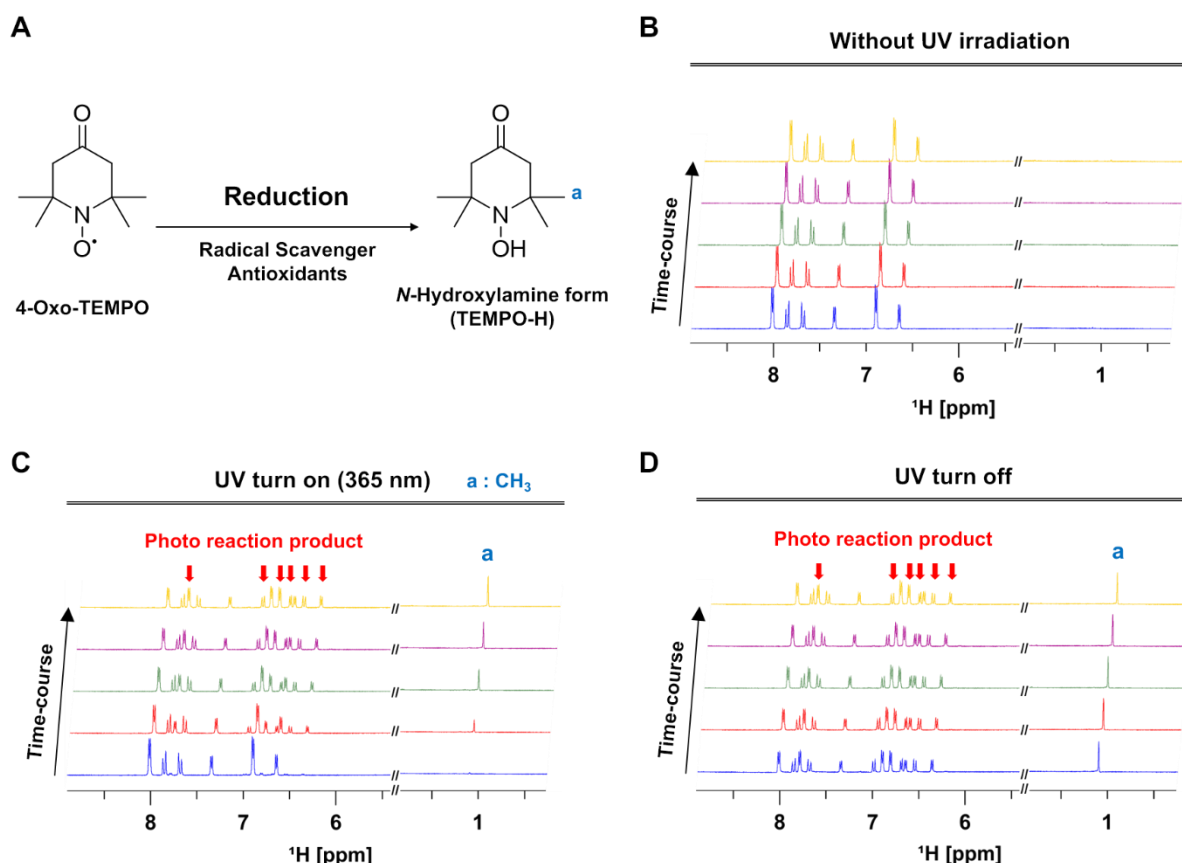 A
O
N
O•
4-Oxo-TEMPO
Reduction
Radical Scavenger
Antioxidants
O
a
N
OH
N-Hydroxylamine form
(TEMPO-H)
B
Without UV irradiation
Time-course
8 7 6 1
¹H [ppm]
C
UV turn on (365 nm) a : CH₃
Photo reaction product
a
Time-course
8 7 6 1
¹H [ppm]
D
UV turn off
Photo reaction product
a
Time-course
8 7 6 1
¹H [ppm]